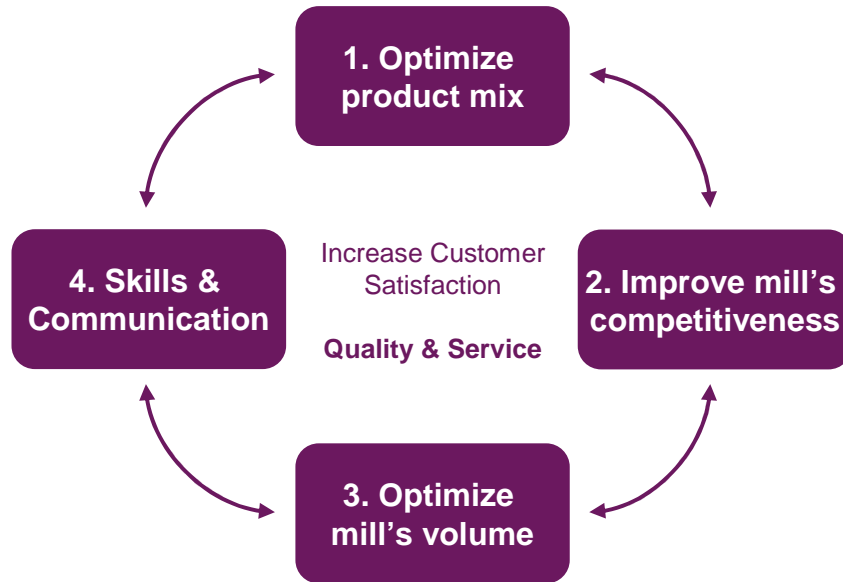 1. Optimize
product mix
2. Improve mill’s
competitiveness
3. Optimize
mill’s volume
4. Skills &
Communication
Increase Customer
Satisfaction
Quality & Service